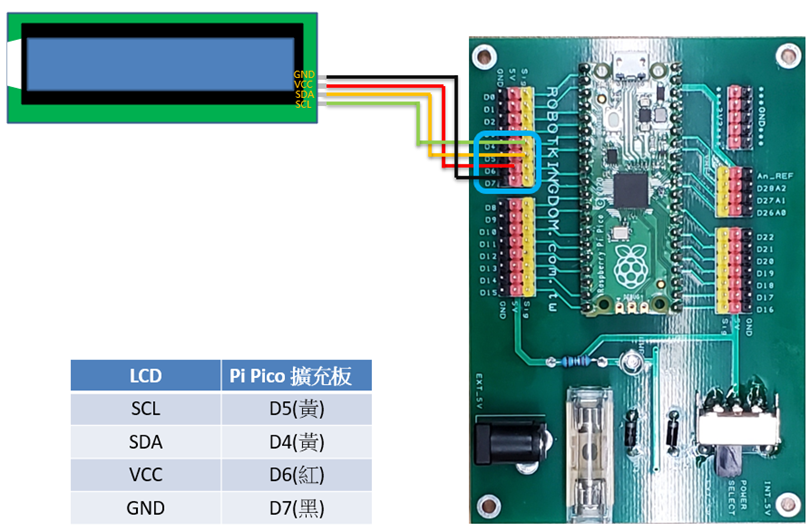 GND
VCC
SDA
SCL
GND
5V
Sig
D0
D1
D2
D4
D5
D6
D7
D8
D9
D10
D11
D12
D13
D14
D15
GND
5V
Sig
ROBOTKINGDOM.com.tw
Raspberry Pi Pico ©2020
DEBUG
3V3
GND
An_REF
D28A2
D27A1
D26A0
D22
D21
D20
D19
D18
D17
D16
Sig
5V
GND
EXT_5V
POWER
SELECT
INT_5V
LCD Pi Pico 擴充板
SCL D5(黃)
SDA D4(黃)
VCC D6(紅)
GND D7(黑)